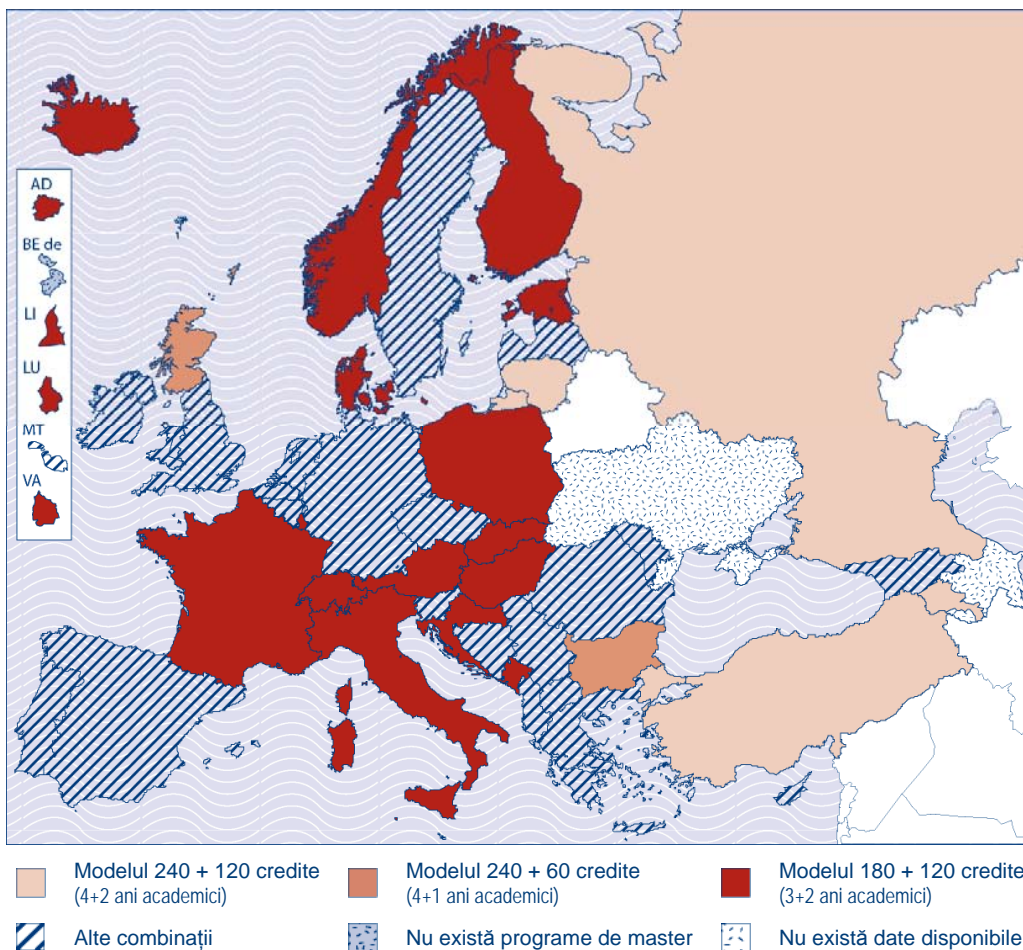 AD
BE de
LI
LU
MT
VA
Modelul 240 + 120 credite
(4+2 ani academici)
Modelul 240 + 60 credite
(4+1 ani academici)
Modelul 180 + 120 credite
(3+2 ani academici)
Alte combinații
Nu există programe de master
Nu există date disponibile